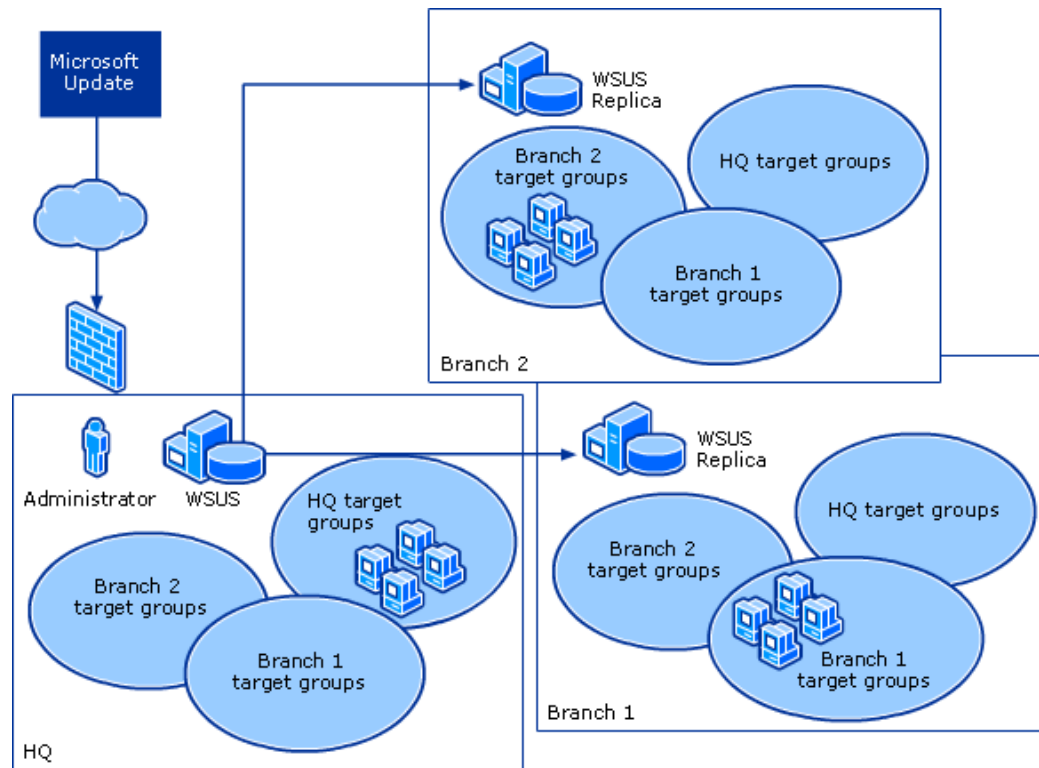 Microsoft
Update
WSUS
Replica
Branch 2
target groups
HQ target groups
Branch 1
target groups
Branch 2
Administrator
WSUS
HQ target
groups
Branch 2
target groups
Branch 1
target groups
HQ
WSUS
Replica
HQ target groups
Branch 2
target groups
Branch 1
target groups
Branch 1